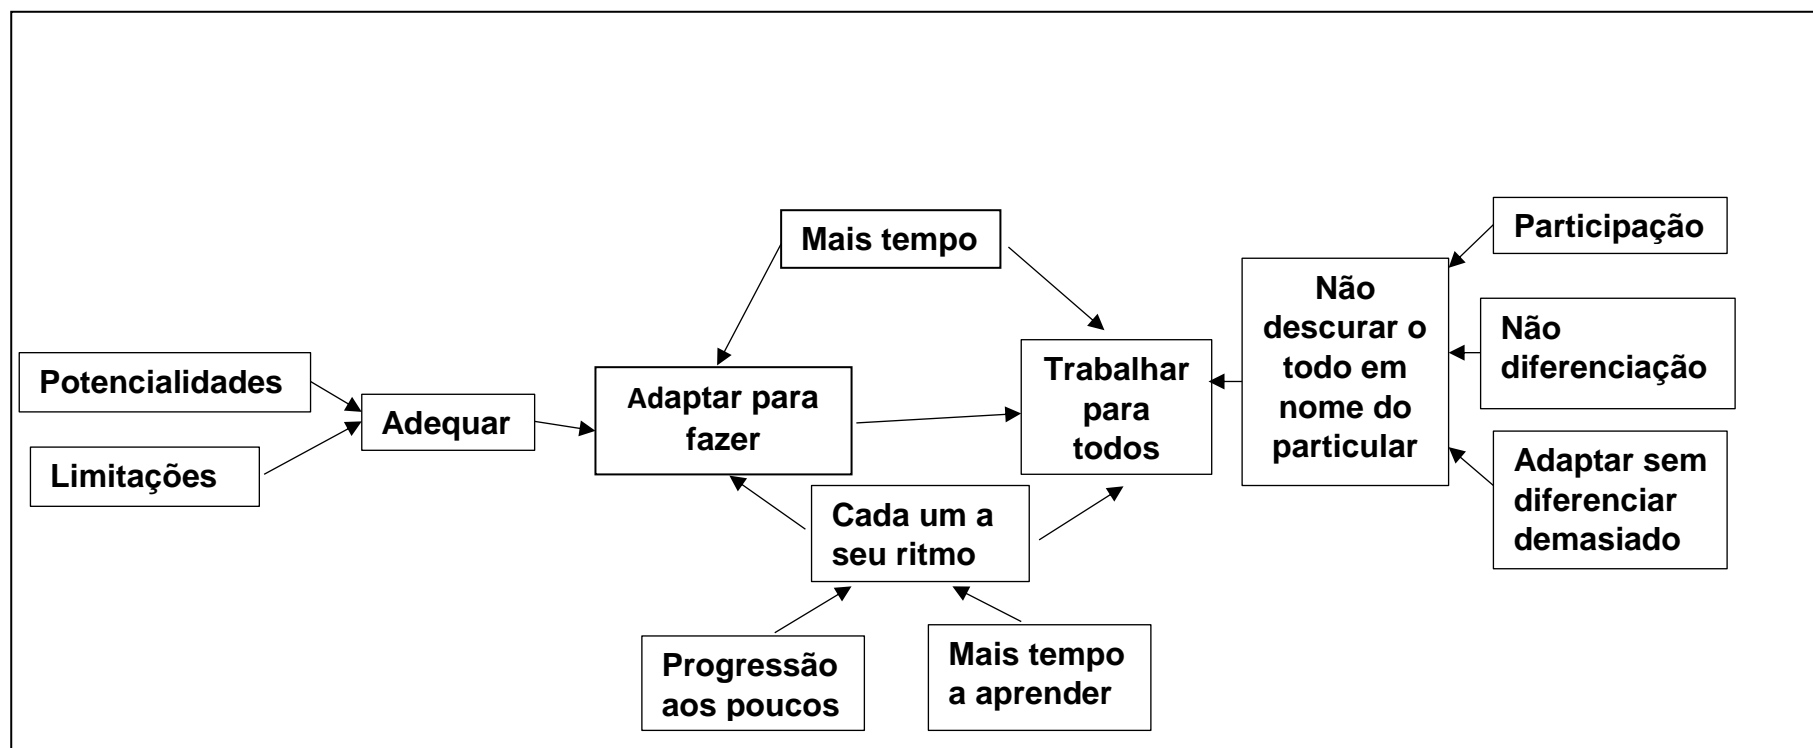 Mais tempo
Participação
Não
descurar o
todo em
nome do
particular
Não
diferenciação
Potencialidades
Adequar
Limitações
Adaptar para
fazer
Trabalhar
para
todos
Adaptar sem
diferenciar
demasiado
Cada um a
seu ritmo
Progressão
aos poucos
Mais tempo
a aprender